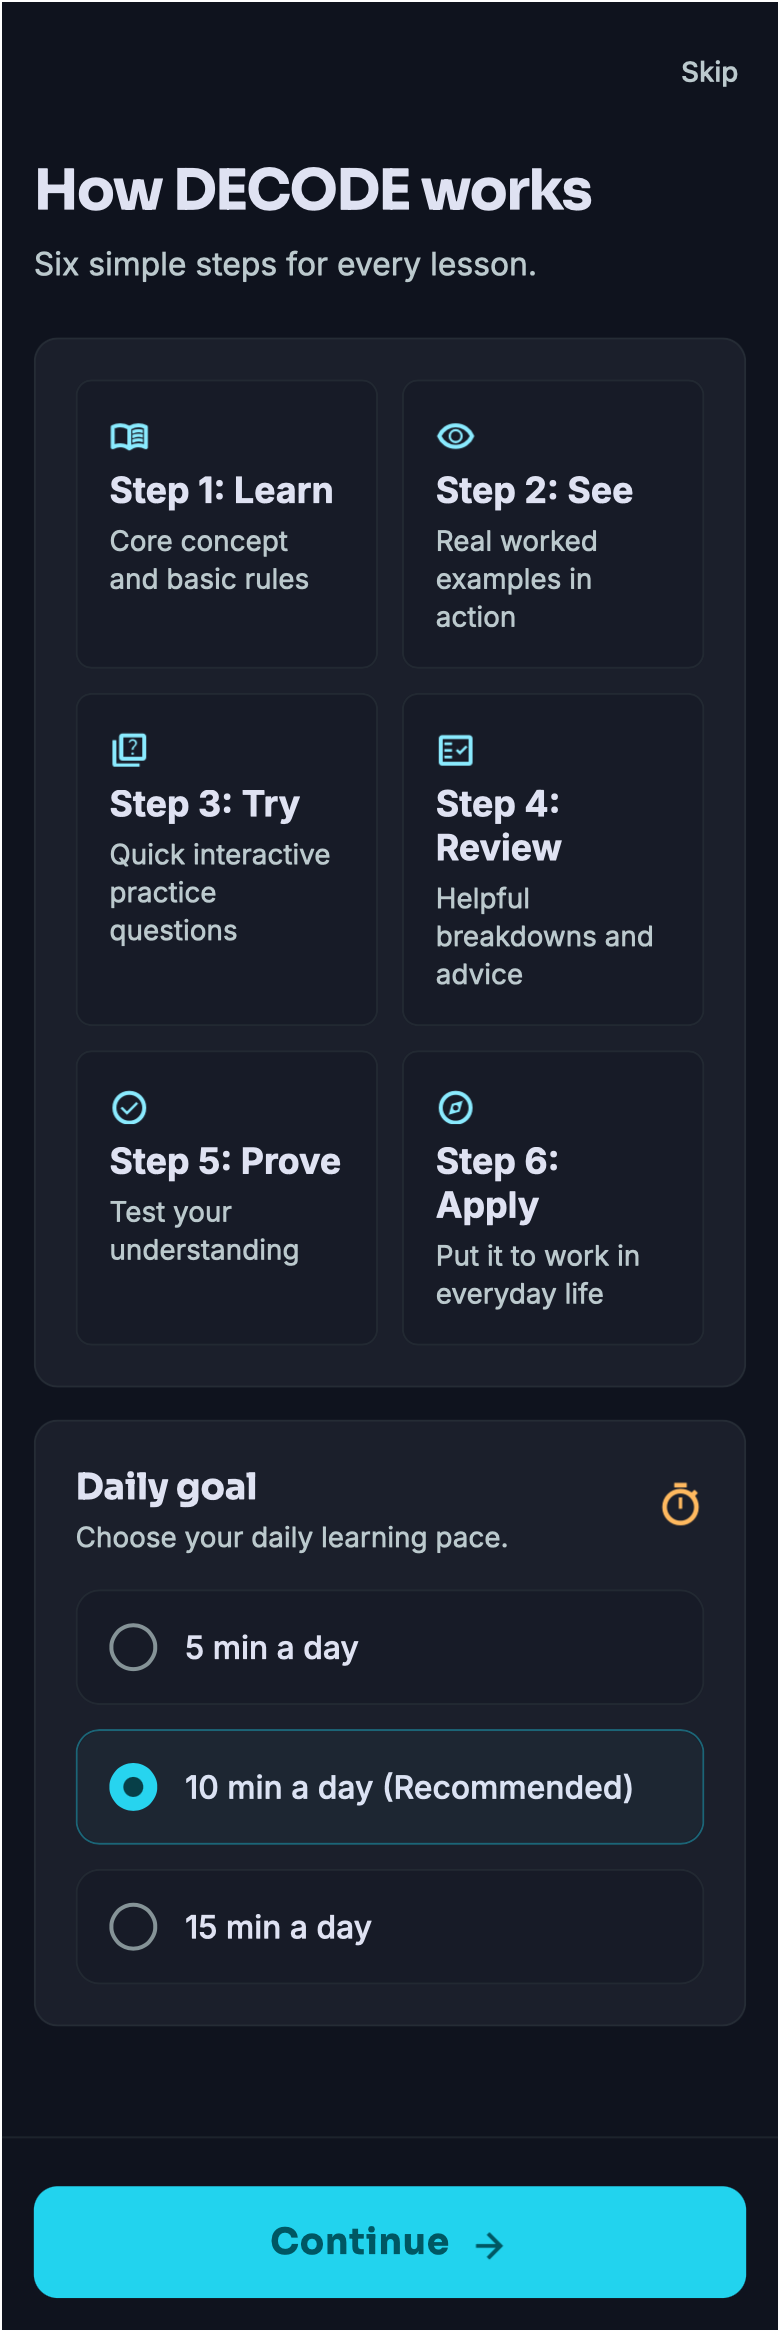 Skip
How DECODE works
Six simple steps for every lesson.
Step 1: Learn
Core concept
and basic rules
Step 2: See
Real worked
examples in
action
Step 3: Try
Quick interactive
practice
questions
Step 4:
Review
Helpful
breakdowns and
advice
Step 5: Prove
Test your
understanding
Step 6:
Apply
Put it to work in
everyday life
Daily goal
Choose your daily learning pace.
5 min a day
10 min a day (Recommended)
15 min a day
Continue →